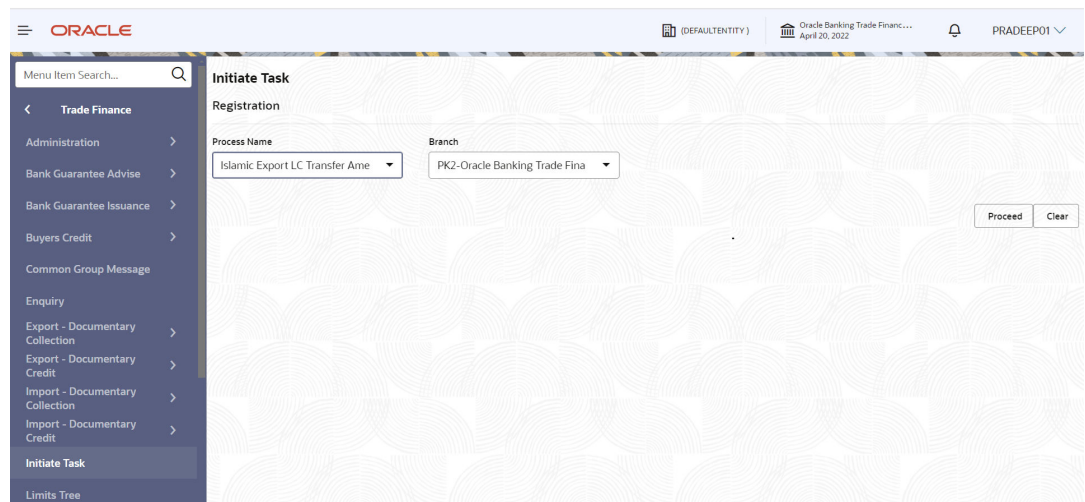 ORACLE
(DEFAULTENTITY)
Oracle Banking Trade Financ...
April 20, 2022
PRADEEP01
Menu Item Search...
Trade Finance
Administration
Bank Guarantee Advise
Bank Guarantee Issuance
Buyers Credit
Common Group Message
Enquiry
Export - Documentary
Collection
Export - Documentary
Credit
Import - Documentary
Collection
Import - Documentary
Credit
Initiate Task
Limits Tree
Initiate Task
Registration
Process Name
Branch
Islamic Export LC Transfer Ame
PK2-Oracle Banking Trade Fina
Proceed
Clear